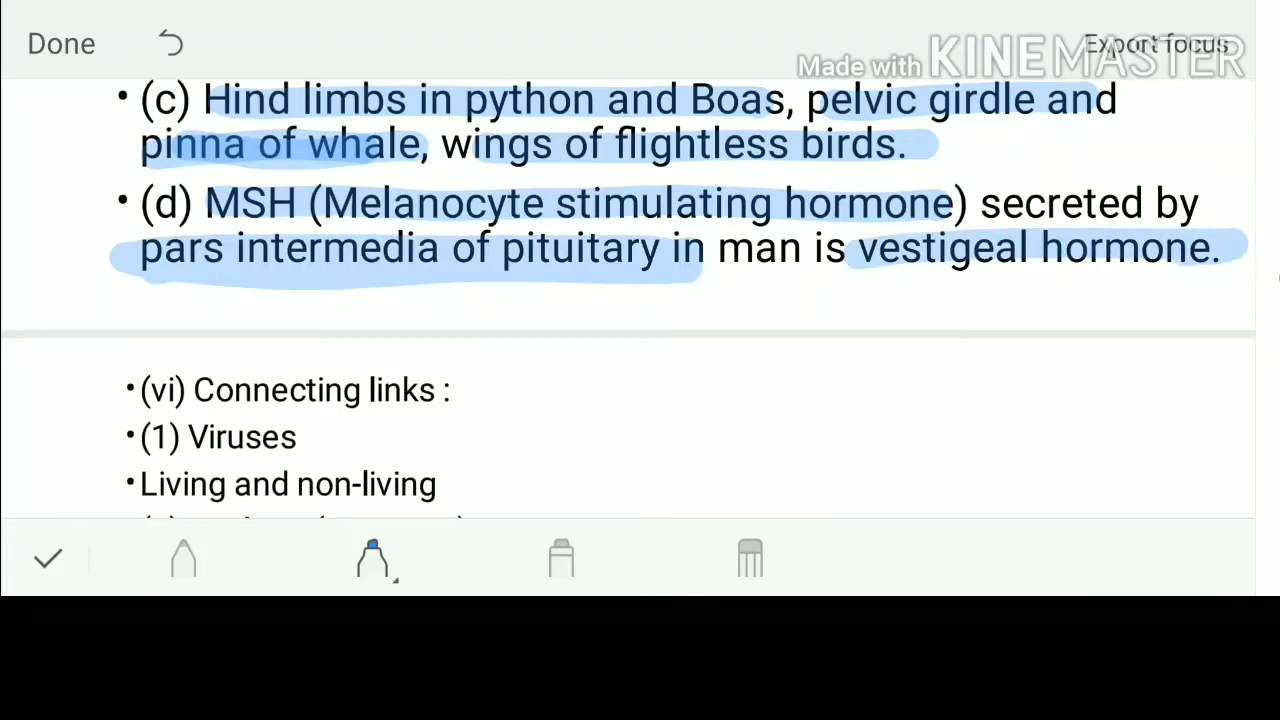 Done
Export focus
Made with KINEMASTER
• (c) Hind limbs in python and Boas, pelvic girdle and
pinna of whale, wings of flightless birds.
• (d) MSH (Melanocyte stimulating hormone) secreted by
pars intermedia of pituitary in man is vestigeal hormone.
• (vi) Connecting links :
• (1) Viruses
• Living and non-living